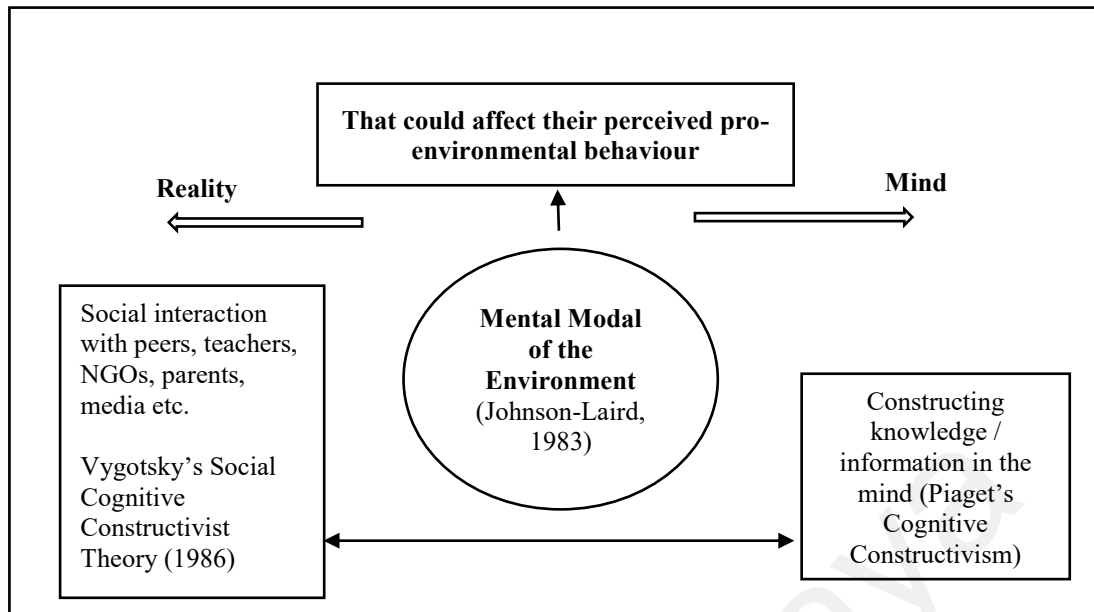 That could affect their perceived pro-
environmental behaviour
Reality
Mind
Social interaction
with peers, teachers,
NGOs, parents,
media etc.
Vygotsky's Social
Cognitive
Constructivist
Theory (1986)
Mental Modal
of the
Environment
(Johnson-Laird,
1983)
Constructing
knowledge /
information in the
mind (Piaget's
Cognitive
Constructivism)